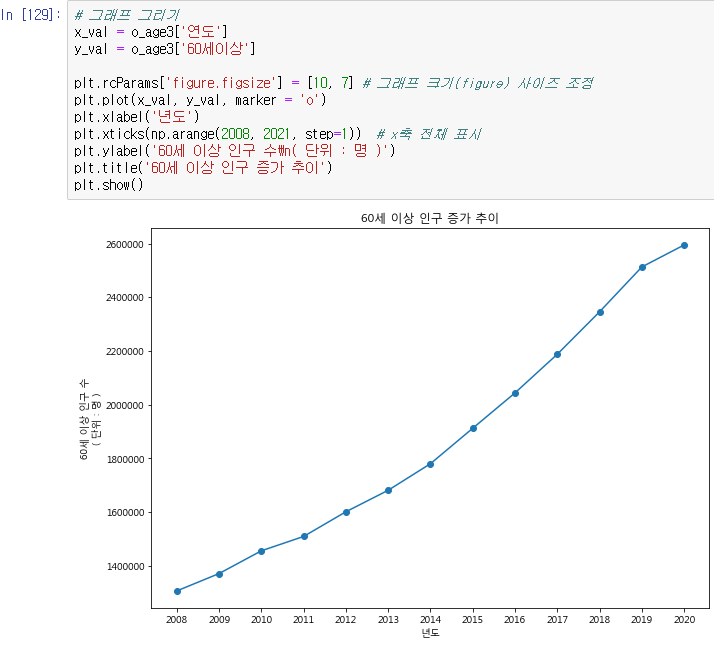 In [129]:
# 그래프 그리기
x_val = o_age3['연도']
y_val = o_age3['60세이상']
plt.rcParams['figure.figsize'] = [10, 7] # 그래프 크기(figure) 사이즈 조정
plt.plot(x_val, y_val, marker = 'o')
plt.xlabel('년도')
plt.xticks(np.arange(2008, 2021, step=1))  # x축 전체 표시
plt.ylabel('60세 이상 인구 수₩n( 단위 : 명 )')
plt.title('60세 이상 인구 증가 추이')
plt.show()
60세 이상 인구 증가 추이
2600000
2400000
2200000
2000000
1800000
1600000
1400000
60세 이상 인구 수
( 단위 : 명 )
2008 2009 2010 2011 2012 2013 2014 2015 2016 2017 2018 2019 2020
년도